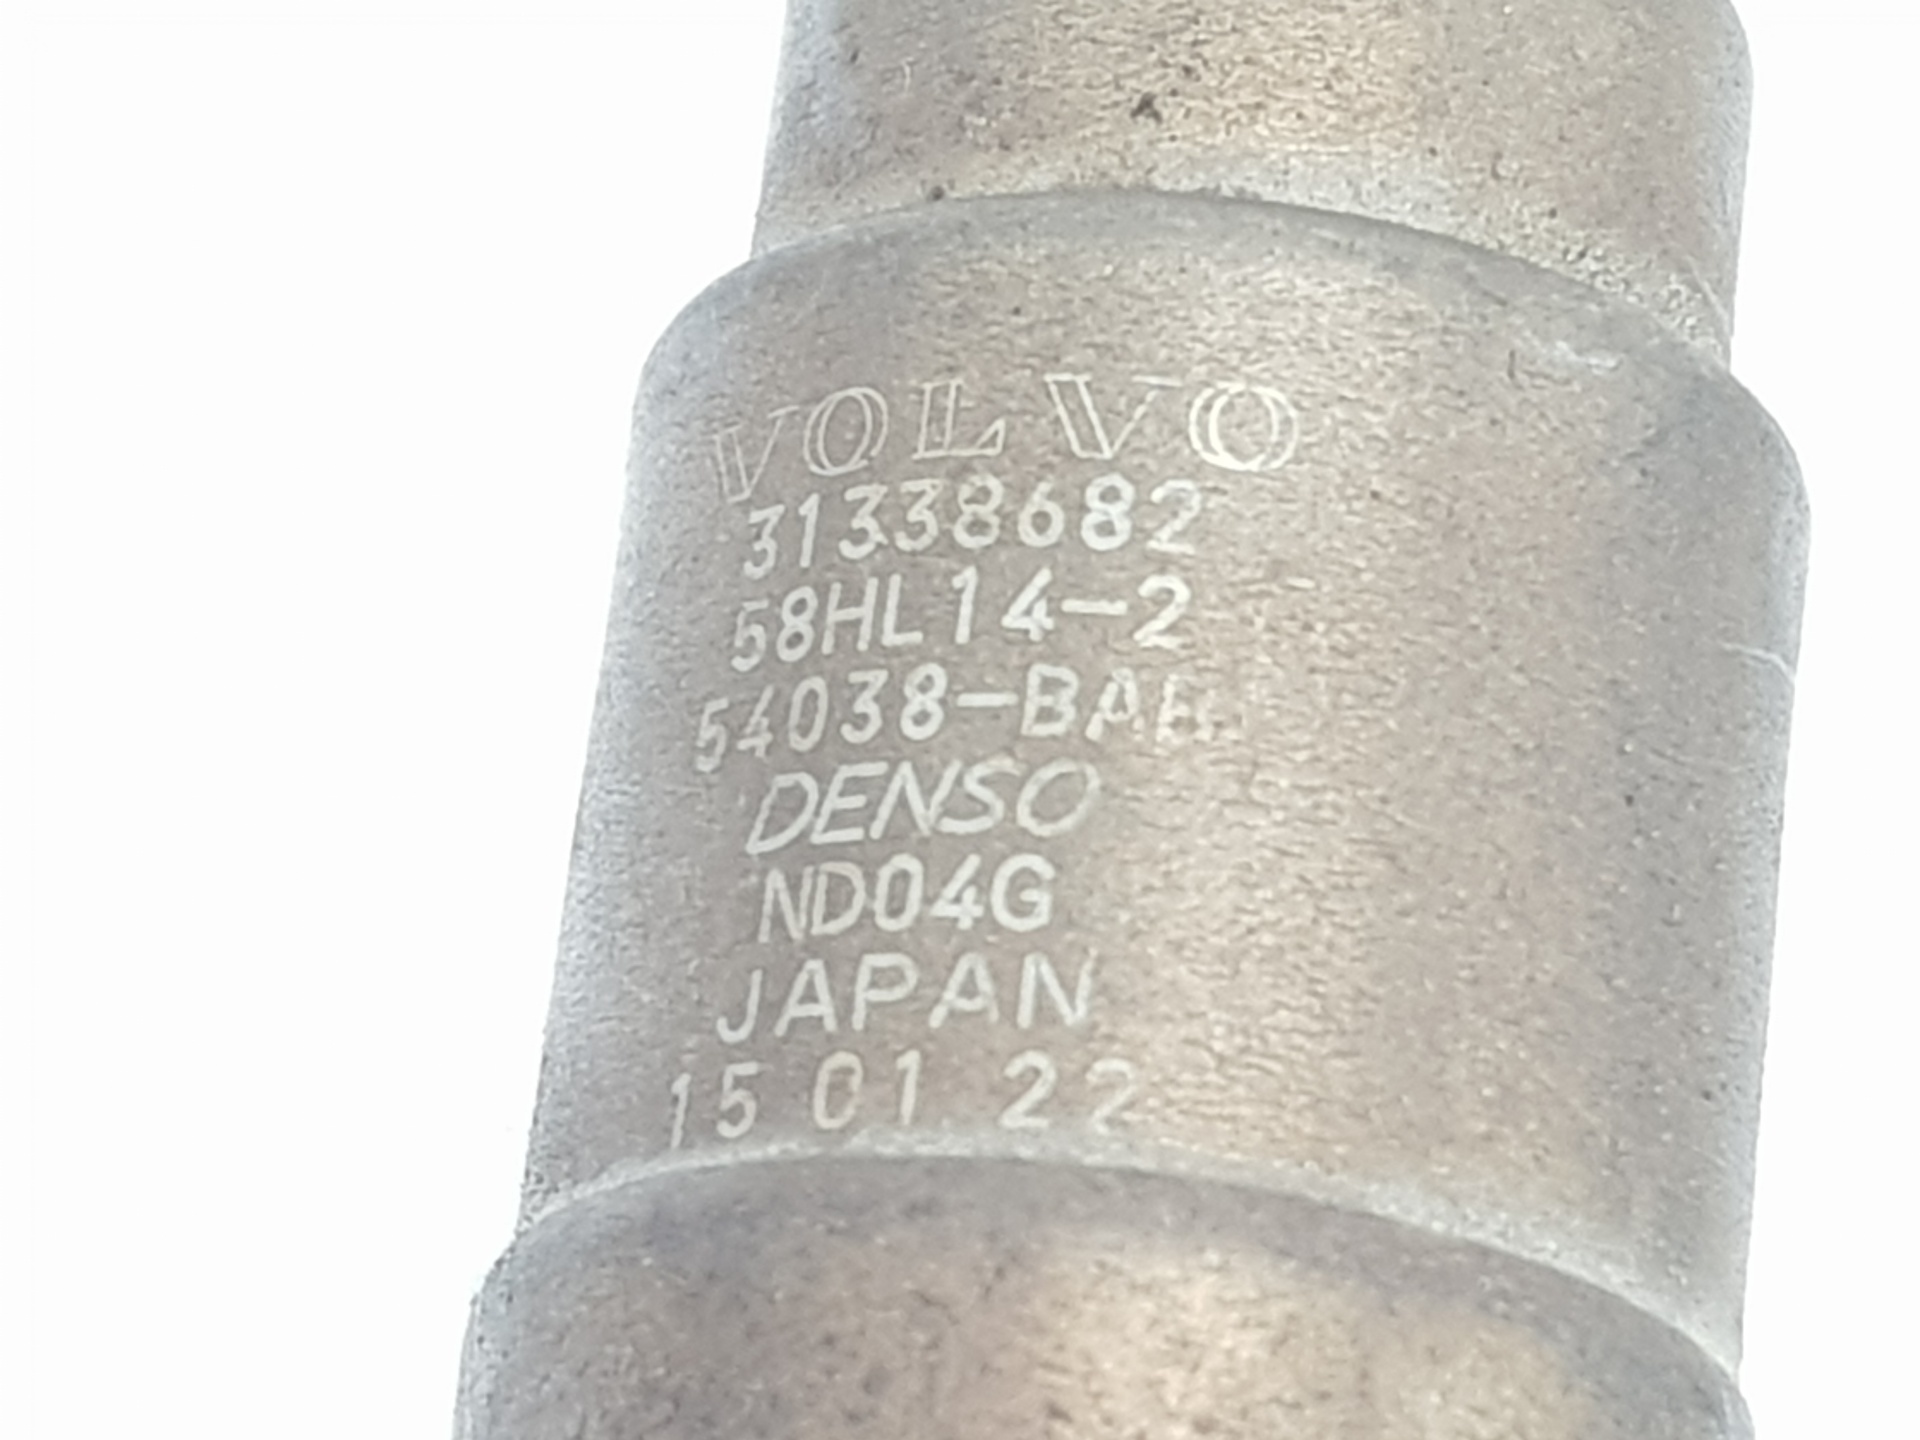 VOLVO
31338682
58HL14-2
DENSO
ND04G
JAPAN
15 01 22